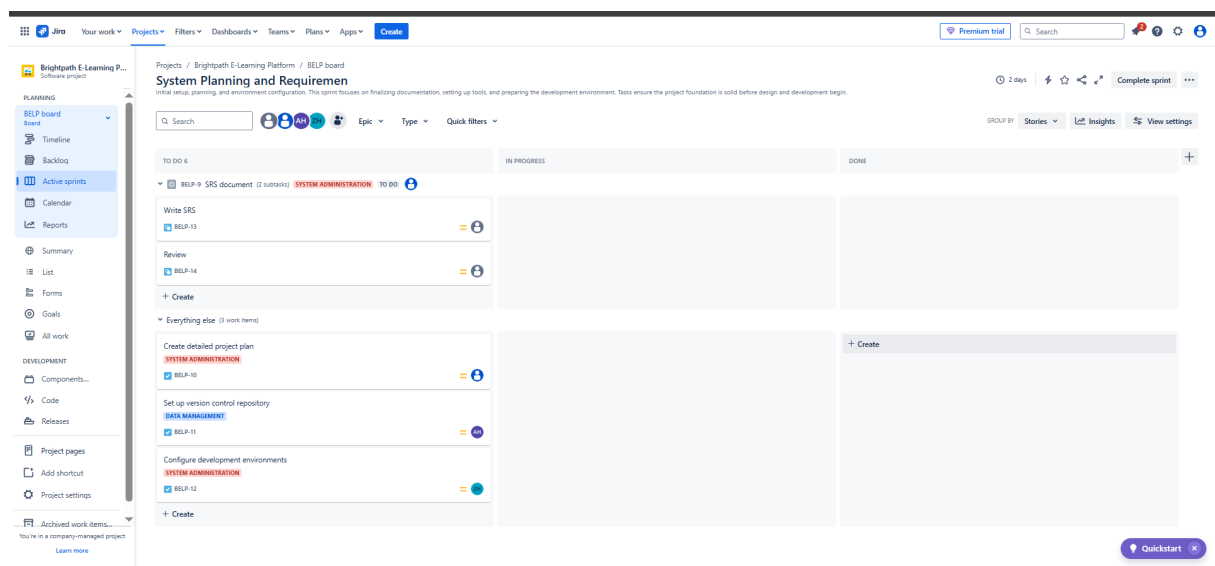 Jira
Your work
Projects
Filters
Dashboards
Teams
Plans
Apps
Create
Premium trial
Search
2
Brightpath E-Learning P...
Software project
PLANNING
BELP board
Board
Timeline
Backlog
Active sprints
Calendar
Reports
Summary
List
Forms
Goals
All work
DEVELOPMENT
Components...
Code
Releases
Project pages
Add shortcut
Project settings
Archived work items...
You're in a company-managed project
Learn more
Projects / Brightpath E-Learning Platform / BELP board
System Planning and Requiremen
Initial setup, planning, and environment configuration. This sprint focuses on finalizing documentation, setting up tools, and preparing the development environment. Tasks ensure the project foundation is solid before design and development begin.
2 days
Complete sprint
Search
AH
ZH
Epic
Type
Quick filters
GROUP BY
Stories
Insights
View settings
TO DO 6
IN PROGRESS
DONE
BELP-9 SRS document (2 subtasks) SYSTEM ADMINISTRATION TO DO
Write SRS
BELP-13
Review
BELP-14
+ Create
Everything else (3 work items)
Create detailed project plan
SYSTEM ADMINISTRATION
BELP-10
+ Create
Set up version control repository
DATA MANAGEMENT
BELP-11
AH
Configure development environments
SYSTEM ADMINISTRATION
BELP-12
ZH
+ Create
Quickstart